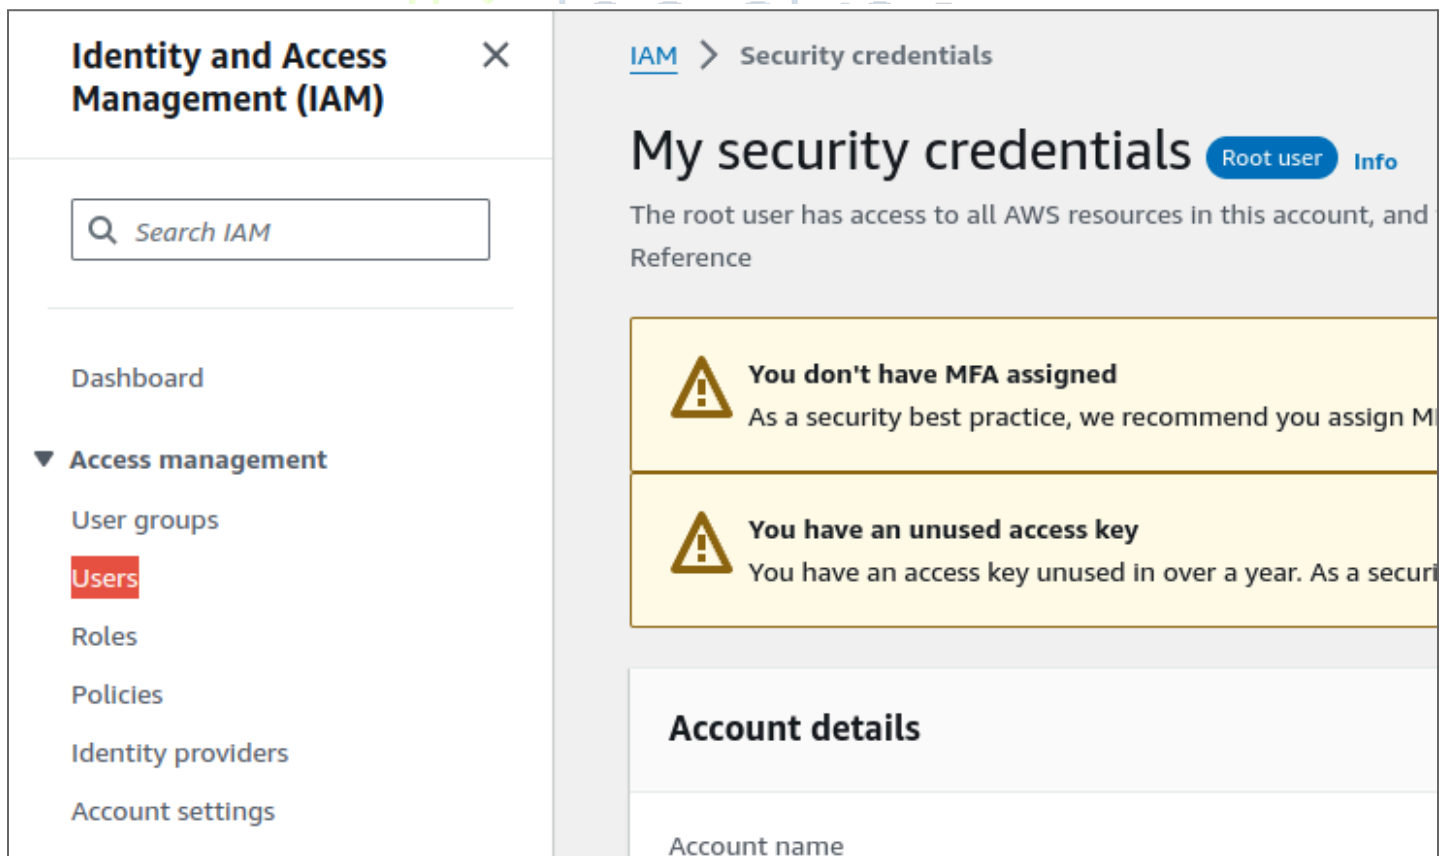 Identity and Access
Management (IAM)
Search IAM
Dashboard
Access management
User groups
Users
Roles
Policies
Identity providers
Account settings
IAM > Security credentials
My security credentials Root user Info
The root user has access to all AWS resources in this account, and
Reference
You don't have MFA assigned
As a security best practice, we recommend you assign
You have an unused access key
You have an access key unused in over a year. As a
Account details
Account name